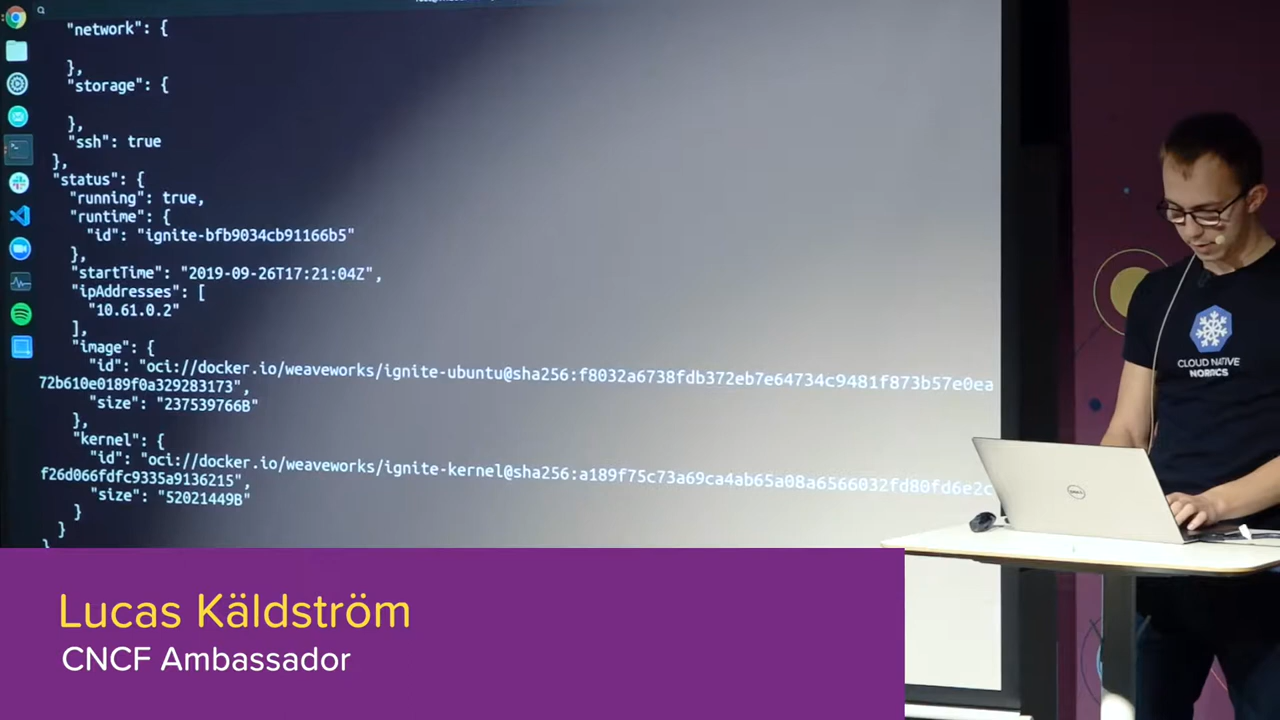 "network": {
},
"storage": {
},
"ssh": true
},
"status": {
"running": true,
"runtime": {
"id": "ignite-bfb9034cb91166b5"
},
"startTime": "2019-09-26T17:21:04Z",
"ipAddresses": [
"10.61.0.2"
],
"image": {
"id": "oci://docker.io/weaveworks/ignite-ubuntu@sha256:f8032a6738fdb372eb7e64734c9481f873b57e0ea
72b610e0189f0a329283173",
"size": "237539766B"
},
"kernel": {
"id": "oci://docker.io/weaveworks/ignite-kernel@sha256:a189f75c73a69ca4ab65a08a6566032fd80fd6e2c
f26d066fdfc9335a9136215",
"size": "52021449B"
}
}
CLOUD NATIVE
NORDICS
DELL
Lucas Käldström
CNCF Ambassador